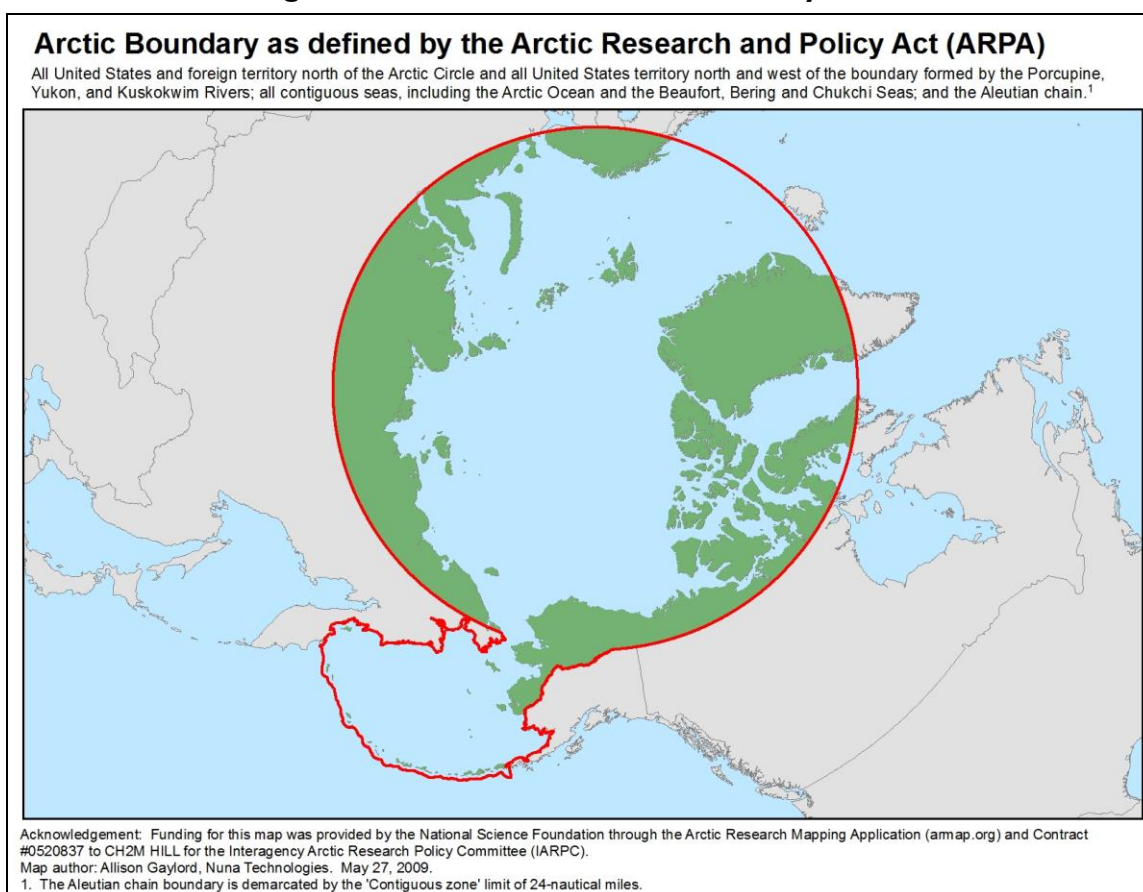 Arctic Boundary as defined by the Arctic Research and Policy Act (ARPA)
All United States and foreign territory north of the Arctic Circle and all United States territory north and west of the boundary formed by the Porcupine,
Yukon, and Kuskokwim Rivers; all contiguous seas, including the Arctic Ocean and the Beaufort, Bering and Chukchi Seas; and the Aleutian chain.¹
Acknowledgement: Funding for this map was provided by the National Science Foundation through the Arctic Research Mapping Application (armap.org) and Contract
#0520837 to CH2M HILL for the Interagency Arctic Research Policy Committee (IARPC).
Map author: Allison Gaylord, Nuna Technologies. May 27, 2009.
1. The Aleutian chain boundary is demarcated by the 'Contiguous zone' limit of 24-nautical miles.